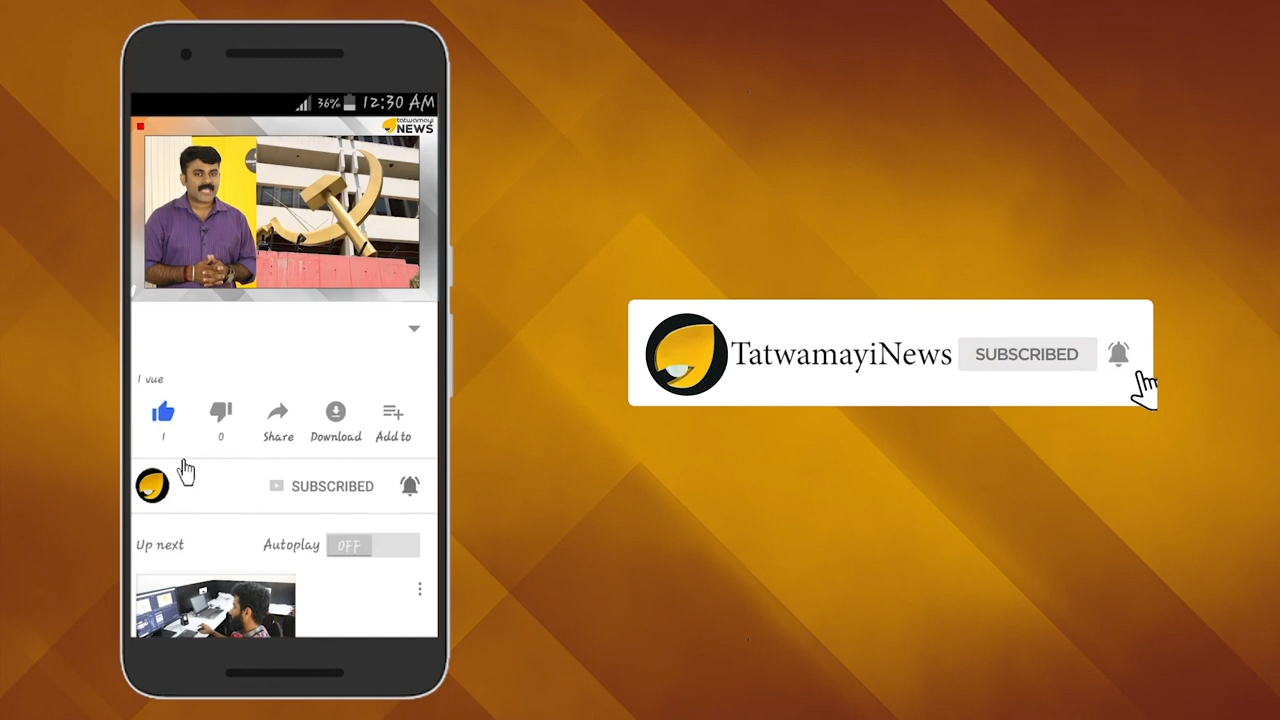 36% 12:30 AM
tatwamayi
NEWS
1 vue
1 0 Share Download Add to
SUBSCRIBED
Up next Autoplay OFF
TatwamayiNews SUBSCRIBED